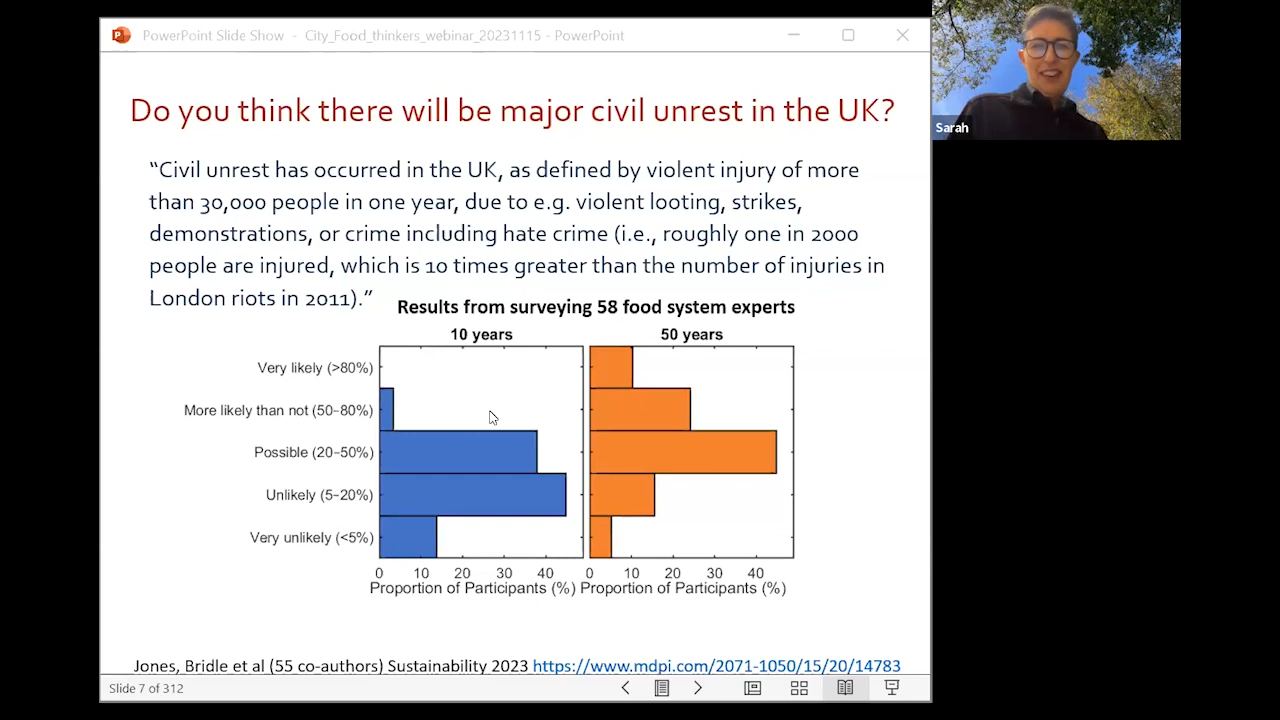 PowerPoint Slide Show - City_Food_thinkers_webinar_20231115 - PowerPoint
Sarah
Do you think there will be major civil unrest in the UK?
“Civil unrest has occurred in the UK, as defined by violent injury of more
than 30,000 people in one year, due to e.g. violent looting, strikes,
demonstrations, or crime including hate crime (i.e., roughly one in 2000
people are injured, which is 10 times greater than the number of injuries in
London riots in 2011).”
Results from surveying 58 food system experts
10 years
50 years
Very likely (>80%)
More likely than not (50-80%)
Possible (20-50%)
Unlikely (5-20%)
Very unlikely (<5%)
0 10 20 30 40
0 10 20 30 40
Proportion of Participants (%)
Proportion of Participants (%)
Jones, Bridle et al (55 co-authors) Sustainability 2023 https://www.mdpi.com/2071-1050/15/20/14783
Slide 7 of 312